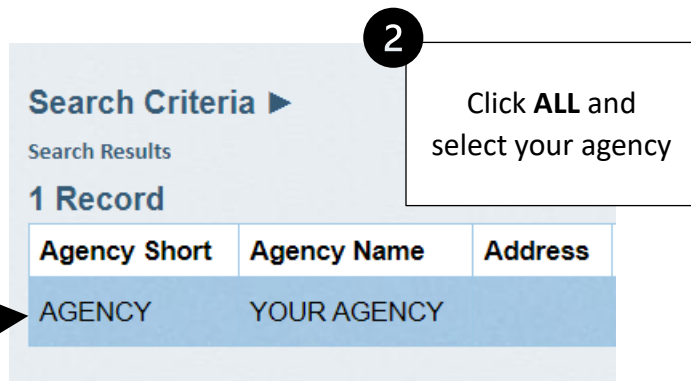 2
Click ALL and
select your agency
Search Criteria ▶
Search Results
1 Record
Agency Short Agency Name Address
AGENCY YOUR AGENCY